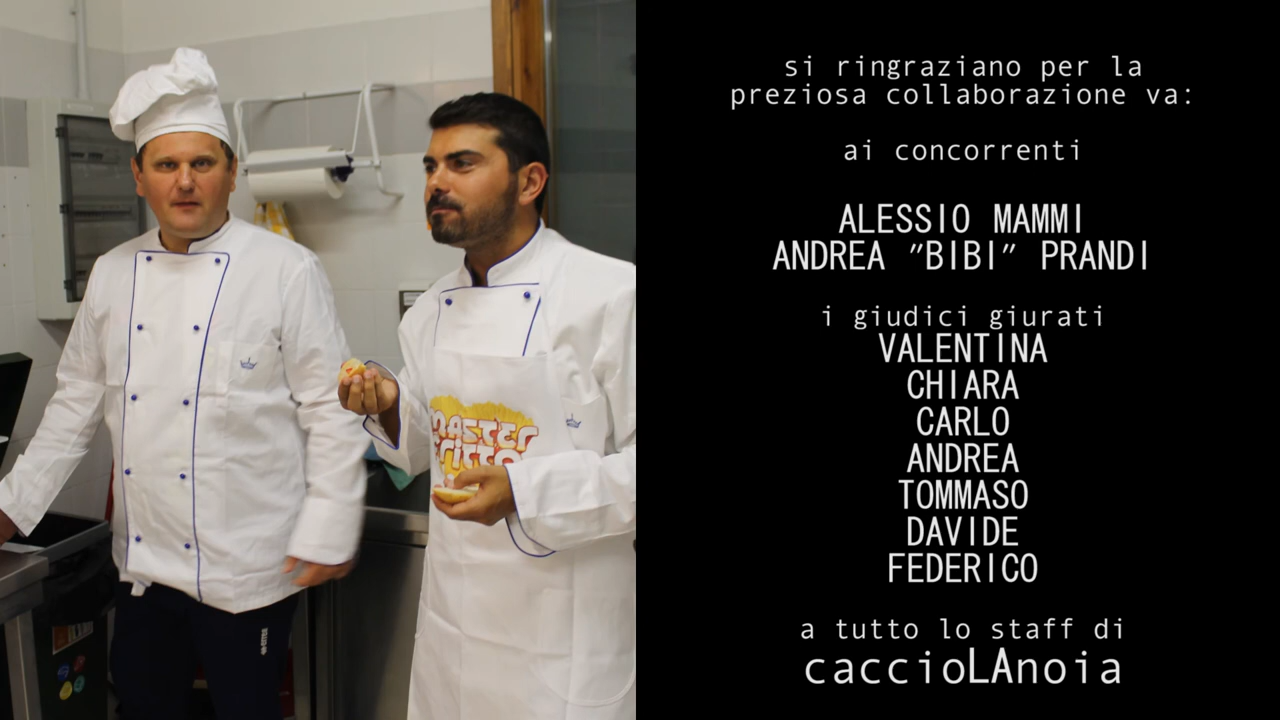 MASTER
si ringraziano per la
preziosa collaborazione va:
ai concorrenti
ALESSIO MAMMI
ANDREA "BIBI" PRANDI
i giudici giurati
VALENTINA
CHIARA
CARLO
ANDREA
TOMMASO
DAVIDE
FEDERICO
a tutto lo staff di
caccioLAnoia